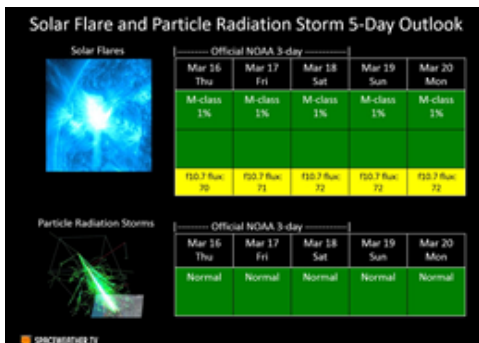 Solar Flare and Particle Radiation Storm 5-Day Outlook
Solar Flares
|--------- Official NOAA 3-day ------------|
Mar 16 Mar 17 Mar 18 Mar 19 Mar 20
Thu Fri Sat Sun Mon
M-class M-class M-class M-class M-class
1% 1% 1% 1% 1%
f10.7 flux: f10.7 flux: f10.7 flux: f10.7 flux: f10.7 flux:
70 71 72 72 72
Particle Radiation Storms
|--------- Official NOAA 3-day ------------|
Mar 16 Mar 17 Mar 18 Mar 19 Mar 20
Thu Fri Sat Sun Mon
Normal Normal Normal Normal Normal
SPACEWEATHER.TV